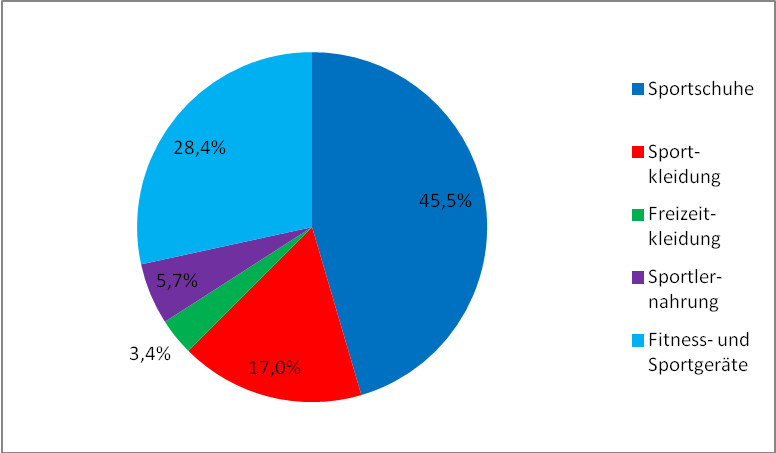 28,4%
45,5%
5,7%
3,4%
17,0%
Sportschuhe
Sport-
kleidung
Freizeit-
kleidung
Sportler-
nahrung
Fitness- und
Sportgeräte